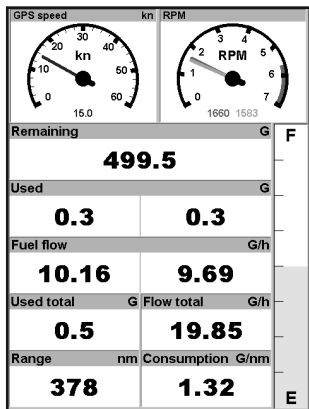 GPS speed kn RPM
0 10 20 30 40 50 60 kn
0 1 2 3 4 5 6 7 RPM
15.0 1660 1583
Remaining G F
499.5
Used G
0.3 0.3
Fuel flow G/h
10.16 9.69
Used total G Flow total G/h
0.5 19.85
Range nm Consumption G/nm
378 1.32 E